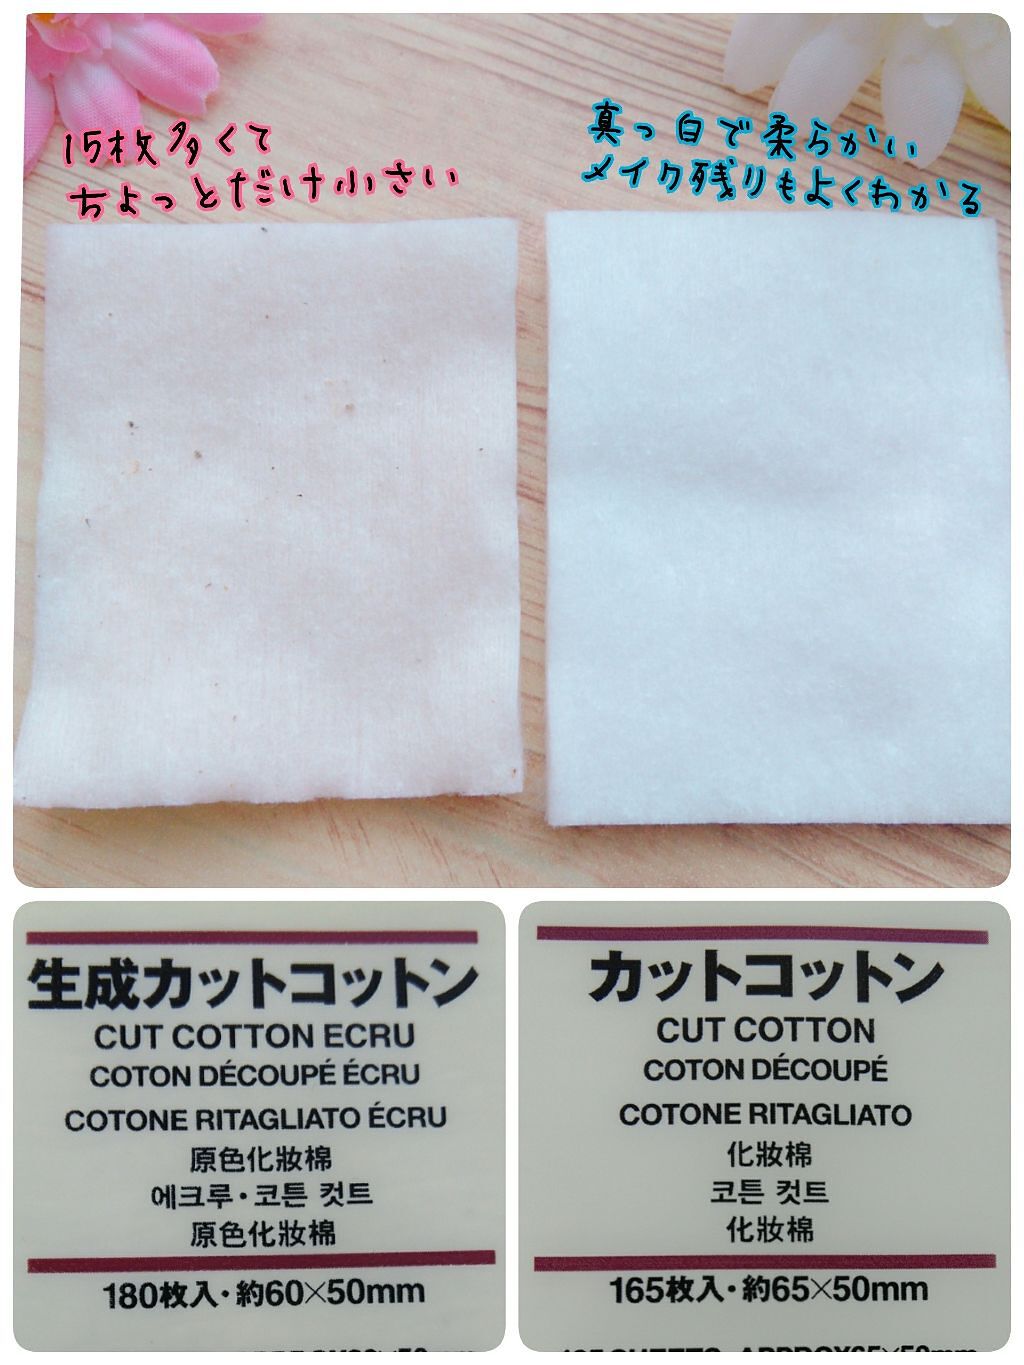 15枚多くて
ちょっとだけ小さい
真っ白で柔らかい
メイク残りもよくわかる
生成カットコットン
CUT COTTON ECRU
COTON DÉCOUPÉ ÉCRU
COTONE RITAGLIATO ÉCRU
原色化妝棉
에크루・코튼 컷트
原色化妝棉
180枚入・約60×50mm
カットコットン
CUT COTTON
COTON DÉCOUPÉ
COTONE RITAGLIATO
化妝棉
코튼 컷트
化妝棉
165枚入・約65×50mm